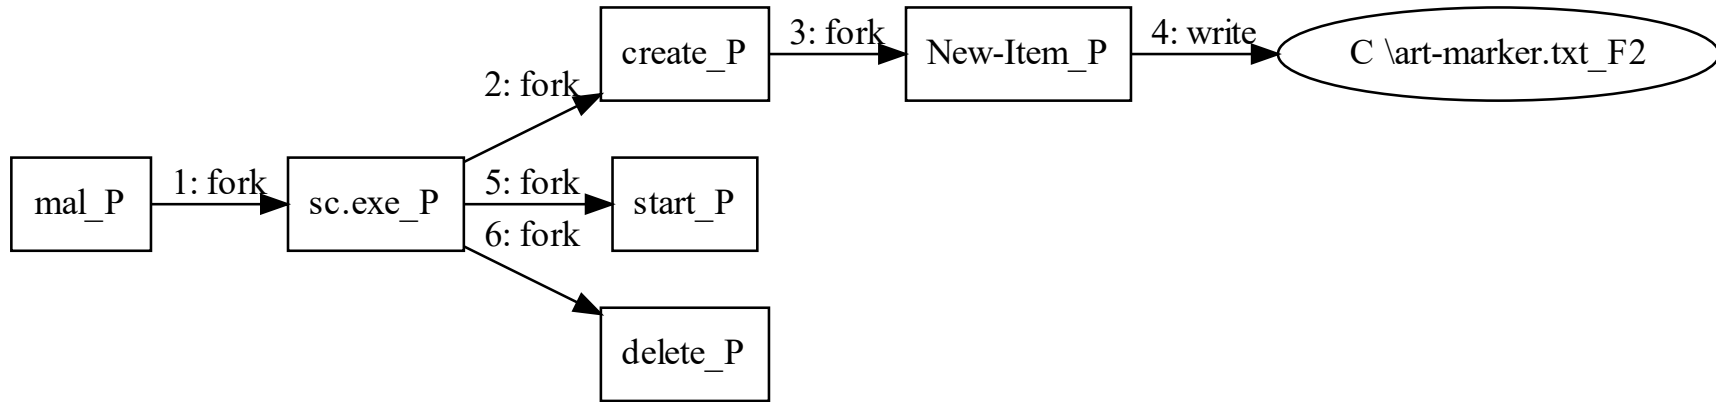 create_P
3: fork
New-Item_P
4: write
C \art-marker.txt_F2
2: fork
mal_P
1: fork
sc.exe_P
5: fork
start_P
6: fork
delete_P